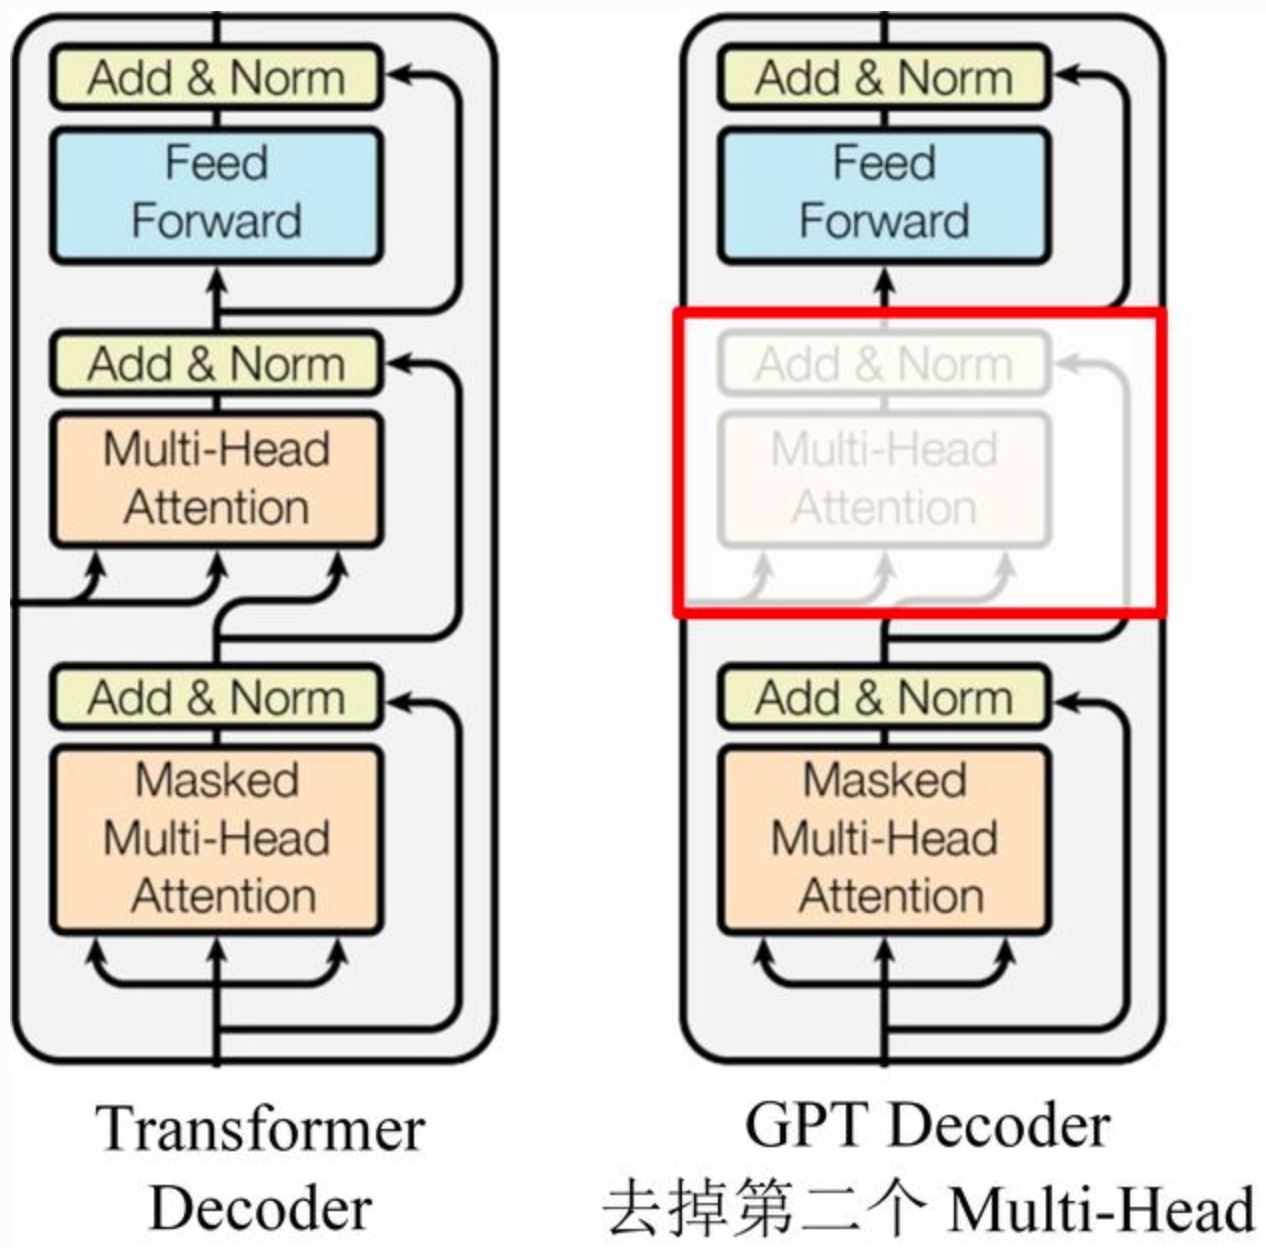 Add & Norm
Feed
Forward
Add & Norm
Multi-Head
Attention
Add & Norm
Masked
Multi-Head
Attention
Transformer
Decoder
Add & Norm
Feed
Forward
Add & Norm
Multi-Head
Attention
Add & Norm
Masked
Multi-Head
Attention
GPT Decoder
去掉第二个 Multi-Head